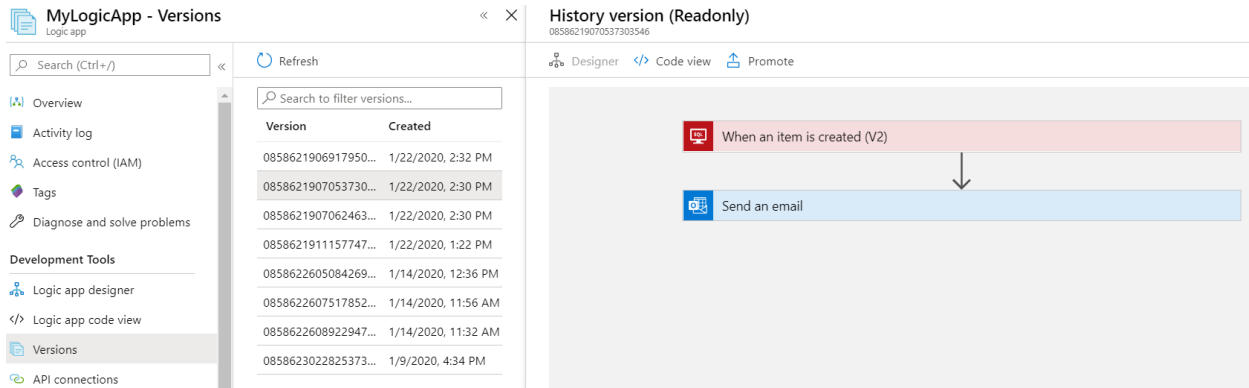 MyLogicApp - Versions
Logic app
Search (Ctrl+/)
Overview
Activity log
Access control (IAM)
Tags
Diagnose and solve problems
Development Tools
Logic app designer
Logic app code view
Versions
API connections
Refresh
Search to filter versions...
Version Created
0858621906917950... 1/22/2020, 2:32 PM
0858621907053730... 1/22/2020, 2:30 PM
0858621907062463... 1/22/2020, 2:30 PM
0858621911157747... 1/22/2020, 1:22 PM
0858622605084269... 1/14/2020, 12:36 PM
0858622607517852... 1/14/2020, 11:56 AM
0858622608922947... 1/14/2020, 11:32 AM
0858623022825373... 1/9/2020, 4:34 PM
History version (Readonly)
08586219070537303546
Designer </> Code view Promote
SQL
When an item is created (V2)
Send an email